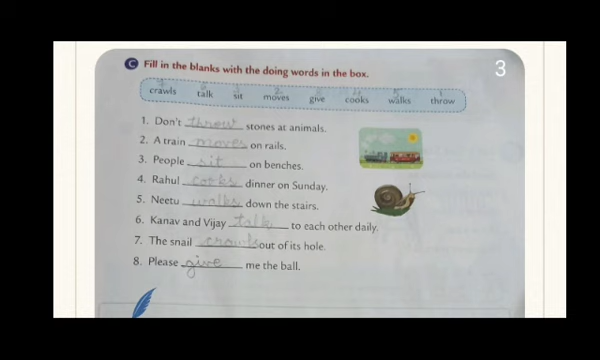 3
C Fill in the blanks with the doing words in the box.
crawls talk sit moves give cooks walks throw
1. Don't throw stones at animals.
2. A train moves on rails.
3. People sit on benches.
4. Rahul cooks dinner on Sunday.
5. Neetu walks down the stairs.
6. Kanav and Vijay talk to each other daily.
7. The snail crawls out of its hole.
8. Please give me the ball.